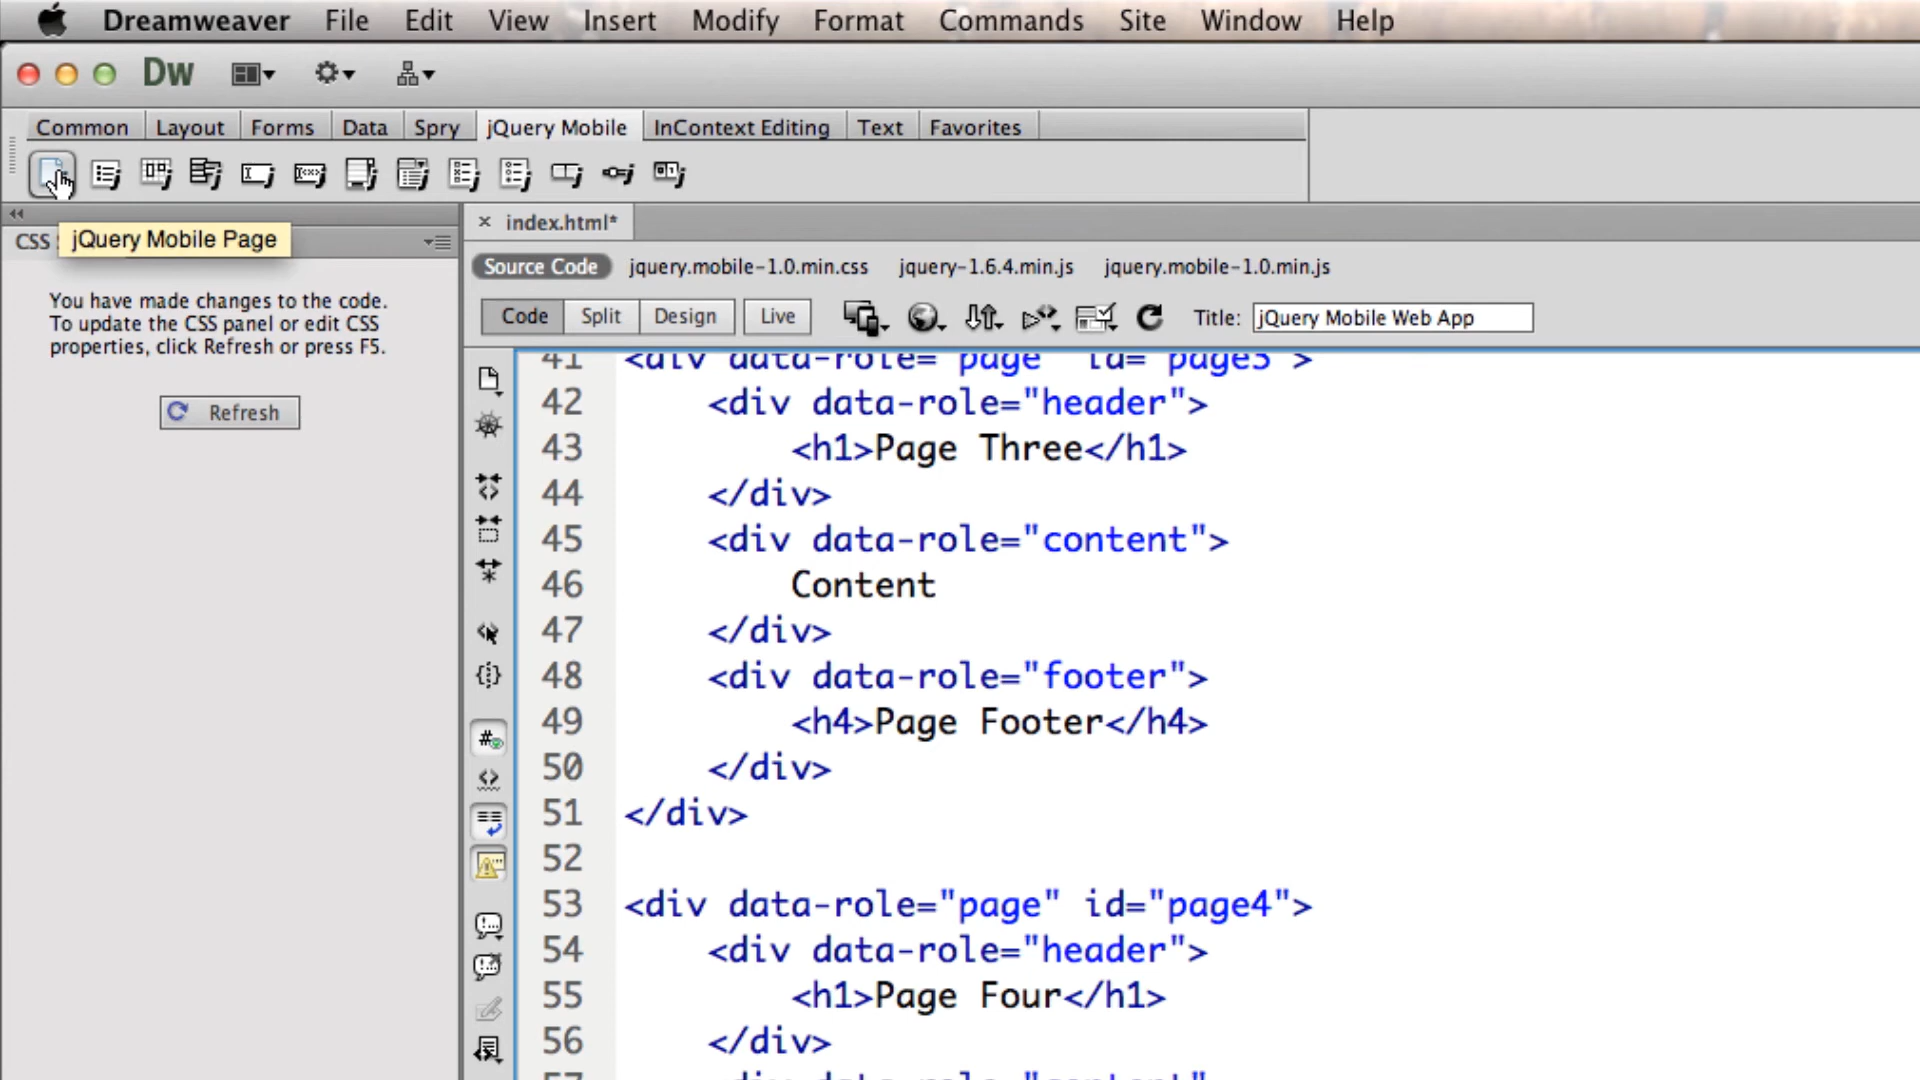 Dreamweaver File Edit View Insert Modify Format Commands Site Window Help
Dw
Common Layout Forms Data Spry jQuery Mobile InContext Editing Text Favorites
jQuery Mobile Page
CSS
index.html*
Source Code jquery.mobile-1.0.min.css jquery-1.6.4.min.js jquery.mobile-1.0.min.js
Code Split Design Live Title: jQuery Mobile Web App
You have made changes to the code.
To update the CSS panel or edit CSS
properties, click Refresh or press F5.
Refresh
41 <div data-role="page" id="page3">
42 <div data-role="header">
43 <h1>Page Three</h1>
44 </div>
45 <div data-role="content">
46 Content
47 </div>
48 <div data-role="footer">
49 <h4>Page Footer</h4>
50 </div>
51 </div>
52
53 <div data-role="page" id="page4">
54 <div data-role="header">
55 <h1>Page Four</h1>
56 </div>